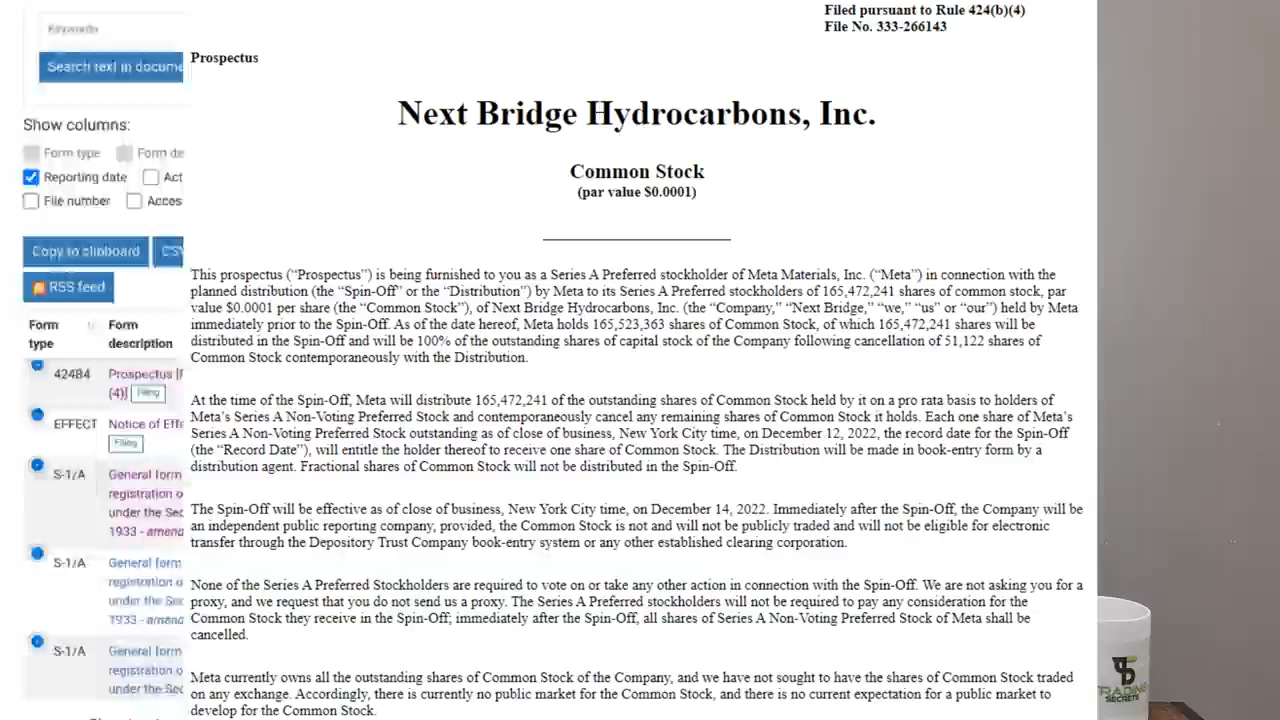 Filed pursuant to Rule 424(b)(4)
File No. 333-266143
Keywords
Search text in docume
Show columns:
Form type Form de
Reporting date Act
File number Acces
Copy to clipboard CSV
RSS feed
Form type Form description
424B4 Prospectus [
(4)] Filing
EFFECT Notice of Effe
Filing
S-1/A General form
registration o
under the Sec
1933 - amend
S-1/A General form
registration o
under the Sec
1933 - amend
S-1/A General form
registration o
under the Sec
Prospectus
Next Bridge Hydrocarbons, Inc.
Common Stock
(par value $0.0001)
This prospectus (“Prospectus”) is being furnished to you as a Series A Preferred stockholder of Meta Materials, Inc. (“Meta”) in connection with the
planned distribution (the “Spin-Off” or the “Distribution”) by Meta to its Series A Preferred stockholders of 165,472,241 shares of common stock, par
value $0.0001 per share (the “Common Stock”), of Next Bridge Hydrocarbons, Inc. (the “Company,” “Next Bridge,” “we,” “us” or “our”) held by Meta
immediately prior to the Spin-Off. As of the date hereof, Meta holds 165,523,363 shares of Common Stock, of which 165,472,241 shares will be
distributed in the Spin-Off and will be 100% of the outstanding shares of capital stock of the Company following cancellation of 51,122 shares of
Common Stock contemporaneously with the Distribution.
At the time of the Spin-Off, Meta will distribute 165,472,241 of the outstanding shares of Common Stock held by it on a pro rata basis to holders of
Meta’s Series A Non-Voting Preferred Stock and contemporaneously cancel any remaining shares of Common Stock it holds. Each one share of Meta’s
Series A Non-Voting Preferred Stock outstanding as of close of business, New York City time, on December 12, 2022, the record date for the Spin-Off
(the “Record Date”), will entitle the holder thereof to receive one share of Common Stock. The Distribution will be made in book-entry form by a
distribution agent. Fractional shares of Common Stock will not be distributed in the Spin-Off.
The Spin-Off will be effective as of close of business, New York City time, on December 14, 2022. Immediately after the Spin-Off, the Company will be
an independent public reporting company, provided, the Common Stock is not and will not be publicly traded and will not be eligible for electronic
transfer through the Depository Trust Company book-entry system or any other established clearing corporation.
None of the Series A Preferred Stockholders are required to vote on or take any other action in connection with the Spin-Off. We are not asking you for a
proxy, and we request that you do not send us a proxy. The Series A Preferred stockholders will not be required to pay any consideration for the
Common Stock they receive in the Spin-Off; immediately after the Spin-Off, all shares of Series A Non-Voting Preferred Stock of Meta shall be
cancelled.
Meta currently owns all the outstanding shares of Common Stock of the Company, and we have not sought to have the shares of Common Stock traded
on any exchange. Accordingly, there is currently no public market for the Common Stock, and there is no current expectation for a public market to
develop for the Common Stock.
TRADING
SECRETS